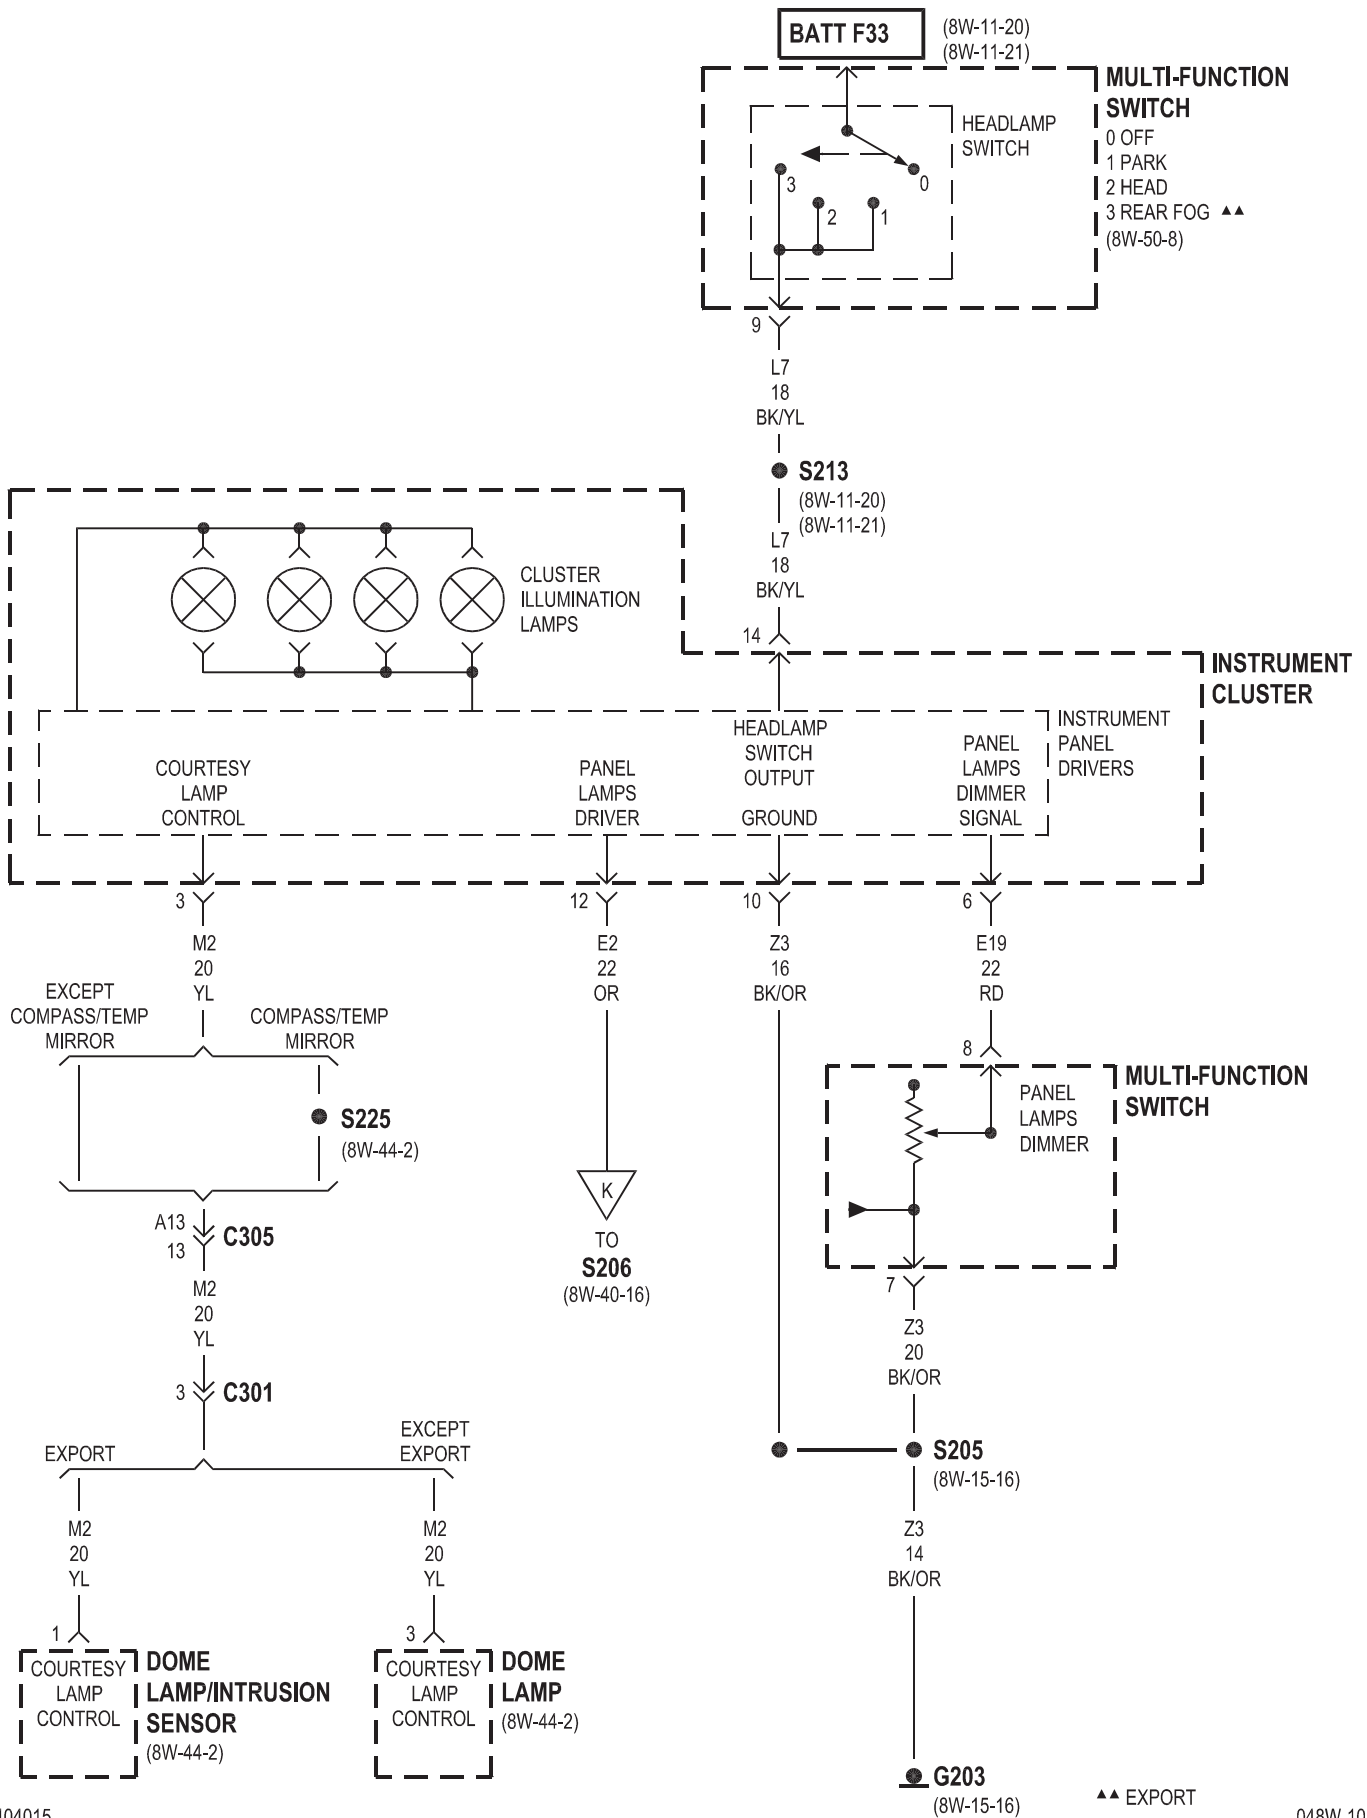 BATT F33
(8W-11-20)
(8W-11-21)
MULTI-FUNCTION
SWITCH
0 OFF
1 PARK
2 HEAD
3 REAR FOG ▲▲
(8W-50-8)
HEADLAMP
SWITCH
3
0
2
1
9
L7
18
BK/YL
S213
(8W-11-20)
(8W-11-21)
L7
18
BK/YL
14
CLUSTER
ILLUMINATION
LAMPS
INSTRUMENT
CLUSTER
INSTRUMENT
PANEL
DRIVERS
COURTESY
LAMP
CONTROL
PANEL
LAMPS
DRIVER
HEADLAMP
SWITCH
OUTPUT
GROUND
PANEL
LAMPS
DIMMER
SIGNAL
3
12
10
6
M2
20
YL
E2
22
OR
Z3
16
BK/OR
E19
22
RD
EXCEPT
COMPASS/TEMP
MIRROR
COMPASS/TEMP
MIRROR
8
MULTI-FUNCTION
SWITCH
PANEL
LAMPS
DIMMER
S225
(8W-44-2)
K
TO
S206
(8W-40-16)
A13
13
C305
M2
20
YL
7
Z3
20
BK/OR
3
C301
EXPORT
EXCEPT
EXPORT
S205
(8W-15-16)
M2
20
YL
M2
20
YL
Z3
14
BK/OR
1
COURTESY
LAMP
CONTROL
DOME
LAMP/INTRUSION
SENSOR
(8W-44-2)
3
COURTESY
LAMP
CONTROL
DOME
LAMP
(8W-44-2)
G203
(8W-15-16)
▲▲ EXPORT